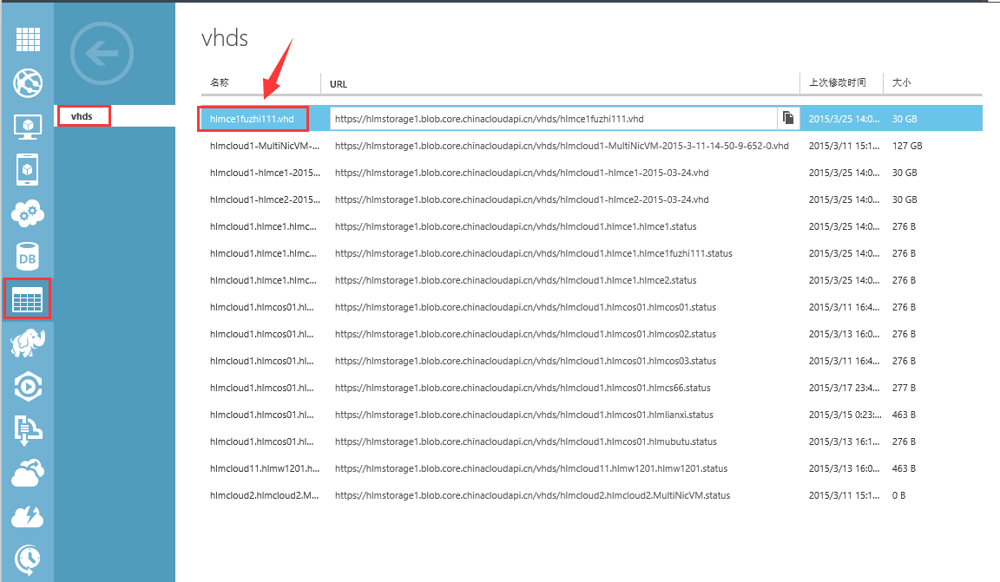 vhds
名称 URL 上次修改时间 大小
vhds
hlmce1fuzhi111.vhd https://hlmstorage1.blob.core.chinacloudapi.cn/vhds/hlmce1fuzhi111.vhd 2015/3/25 14:0... 30 GB
hlmcloud1-MultiNicVM-... https://hlmstorage1.blob.core.chinacloudapi.cn/vhds/hlmcloud1-MultiNicVM-2015-3-11-14-50-9-652-0.vhd 2015/3/11 15:1... 127 GB
hlmcloud1-hlmce1-2015... https://hlmstorage1.blob.core.chinacloudapi.cn/vhds/hlmcloud1-hlmce1-2015-03-24.vhd 2015/3/25 14:0... 30 GB
hlmcloud1-hlmce2-2015... https://hlmstorage1.blob.core.chinacloudapi.cn/vhds/hlmcloud1-hlmce2-2015-03-24.vhd 2015/3/25 14:0... 30 GB
hlmcloud1.hlmce1.hlmc... https://hlmstorage1.blob.core.chinacloudapi.cn/vhds/hlmcloud1.hlmce1.hlmce1.status 2015/3/25 14:0... 276 B
DB
hlmcloud1.hlmce1.hlmc... https://hlmstorage1.blob.core.chinacloudapi.cn/vhds/hlmcloud1.hlmce1.hlmce1fuzhi111.status 2015/3/25 14:0... 276 B
hlmcloud1.hlmce1.hlmc... https://hlmstorage1.blob.core.chinacloudapi.cn/vhds/hlmcloud1.hlmce1.hlmce2.status 2015/3/25 14:0... 276 B
hlmcloud1.hlmcos01.hl... https://hlmstorage1.blob.core.chinacloudapi.cn/vhds/hlmcloud1.hlmcos01.hlmcos01.status 2015/3/11 16:4... 276 B
hlmcloud1.hlmcos01.hl... https://hlmstorage1.blob.core.chinacloudapi.cn/vhds/hlmcloud1.hlmcos01.hlmcos02.status 2015/3/13 16:0... 276 B
hlmcloud1.hlmcos01.hl... https://hlmstorage1.blob.core.chinacloudapi.cn/vhds/hlmcloud1.hlmcos01.hlmcos03.status 2015/3/11 16:4... 276 B
hlmcloud1.hlmcos01.hl... https://hlmstorage1.blob.core.chinacloudapi.cn/vhds/hlmcloud1.hlmcos01.hlmcs66.status 2015/3/17 23:4... 277 B
hlmcloud1.hlmcos01.hl... https://hlmstorage1.blob.core.chinacloudapi.cn/vhds/hlmcloud1.hlmcos01.hlmlianxi.status 2015/3/15 0:23:... 463 B
hlmcloud1.hlmcos01.hl... https://hlmstorage1.blob.core.chinacloudapi.cn/vhds/hlmcloud1.hlmcos01.hlmubutu.status 2015/3/13 16:1... 276 B
hlmcloud11.hlmw1201.h... https://hlmstorage1.blob.core.chinacloudapi.cn/vhds/hlmcloud11.hlmw1201.hlmw1201.status 2015/3/13 16:0... 463 B
hlmcloud2.hlmcloud2.M... https://hlmstorage1.blob.core.chinacloudapi.cn/vhds/hlmcloud2.hlmcloud2.MultiNicVM.status 2015/3/11 15:1... 0 B